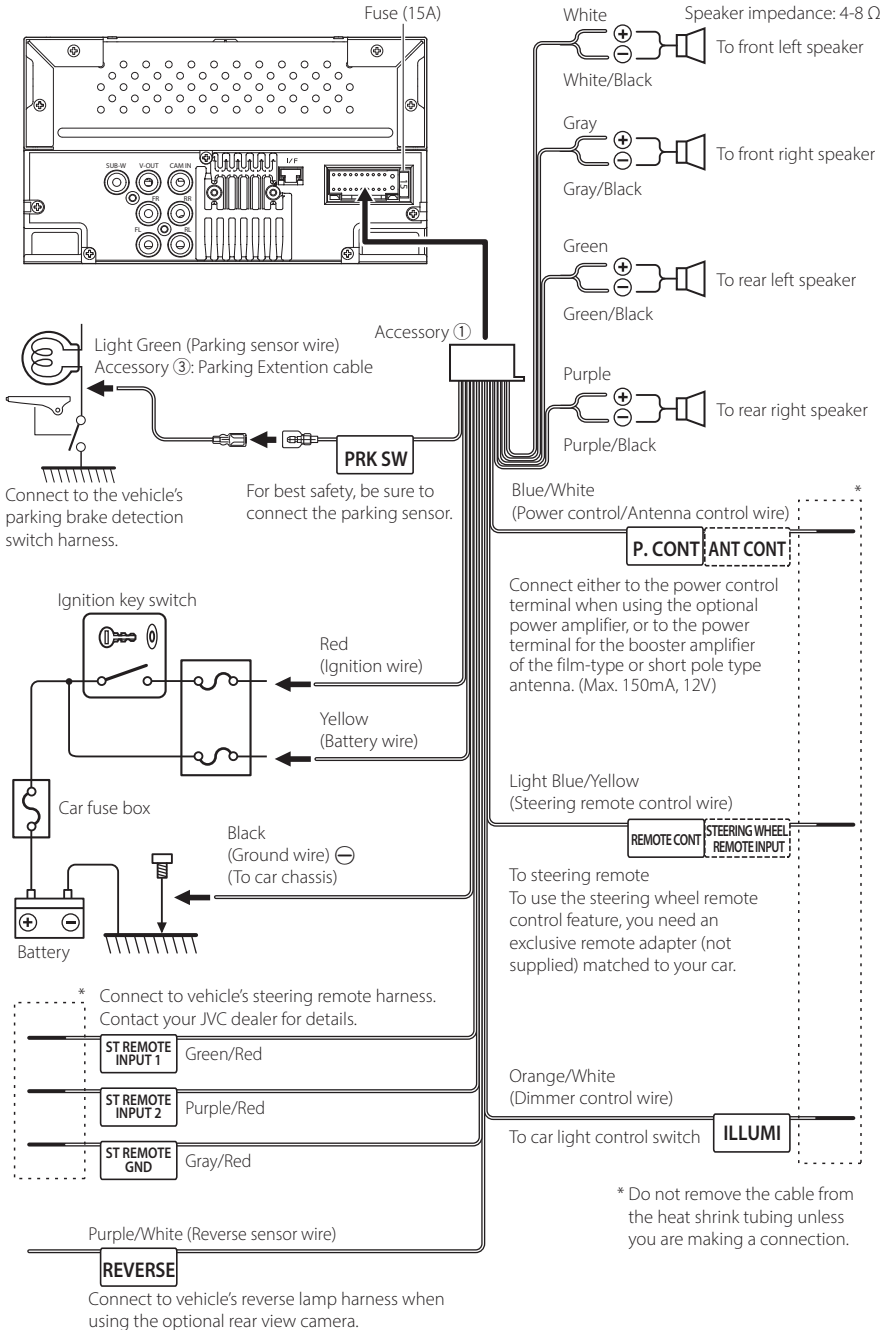 Fuse (15A)
White
Speaker impedance: 4-8 Ω
⊕
⊖
To front left speaker
White/Black
SUB-W V-OUT CAM IN
I/F
15
FR RR
FL RL
Gray
⊕
⊖
To front right speaker
Gray/Black
Green
⊕
⊖
To rear left speaker
Green/Black
Accessory ①
Light Green (Parking sensor wire)
Accessory ③: Parking Extention cable
PRK SW
Connect to the vehicle's
parking brake detection
switch harness.
For best safety, be sure to
connect the parking sensor.
Purple
⊕
⊖
To rear right speaker
Purple/Black
Blue/White
(Power control/Antenna control wire)
*
P. CONT ANT CONT
Connect either to the power control
terminal when using the optional
power amplifier, or to the power
terminal for the booster amplifier
of the film-type or short pole type
antenna. (Max. 150mA, 12V)
Ignition key switch
Red
(Ignition wire)
Yellow
(Battery wire)
Car fuse box
Black
(Ground wire) ⊖
(To car chassis)
⊕ ⊖
Battery
Light Blue/Yellow
(Steering remote control wire)
REMOTE CONT
STEERING WHEEL
REMOTE INPUT
To steering remote
To use the steering wheel remote
control feature, you need an
exclusive remote adapter (not
supplied) matched to your car.
* Connect to vehicle's steering remote harness.
Contact your JVC dealer for details.
ST REMOTE
INPUT 1
Green/Red
ST REMOTE
INPUT 2
Purple/Red
ST REMOTE
GND
Gray/Red
Orange/White
(Dimmer control wire)
To car light control switch
ILLUMI
* Do not remove the cable from
the heat shrink tubing unless
you are making a connection.
Purple/White (Reverse sensor wire)
REVERSE
Connect to vehicle's reverse lamp harness when
using the optional rear view camera.